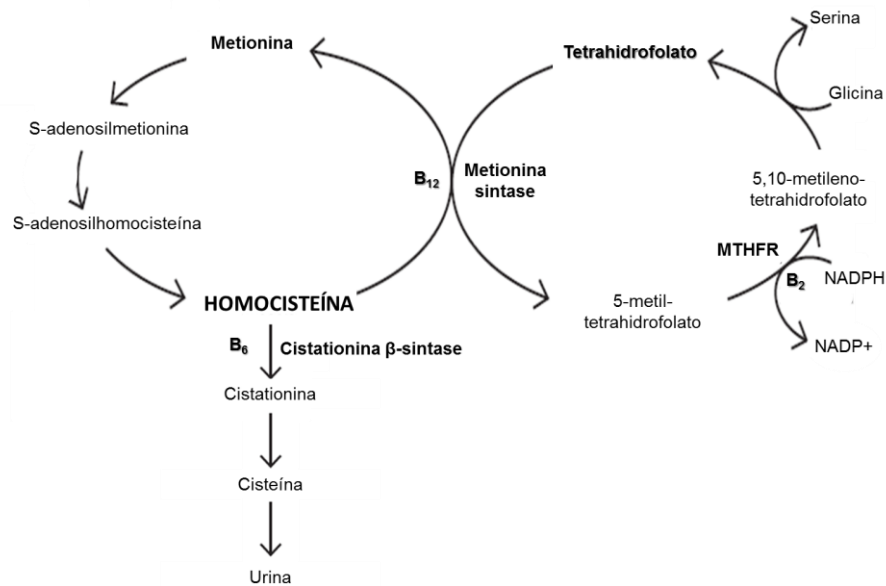 Serina
Metionina
Tetrahidrofolato
Glicina
S-adenosilmetionina
B12
Metionina
sintase
5,10-metileno-
tetrahidrofolato
S-adenosilhomocisteína
MTHFR
B2
NADPH
HOMOCISTEÍNA
5-metil-
tetrahidrofolato
B6
Cistationina β-sintase
NADP+
Cistationina
Cisteína
Urina